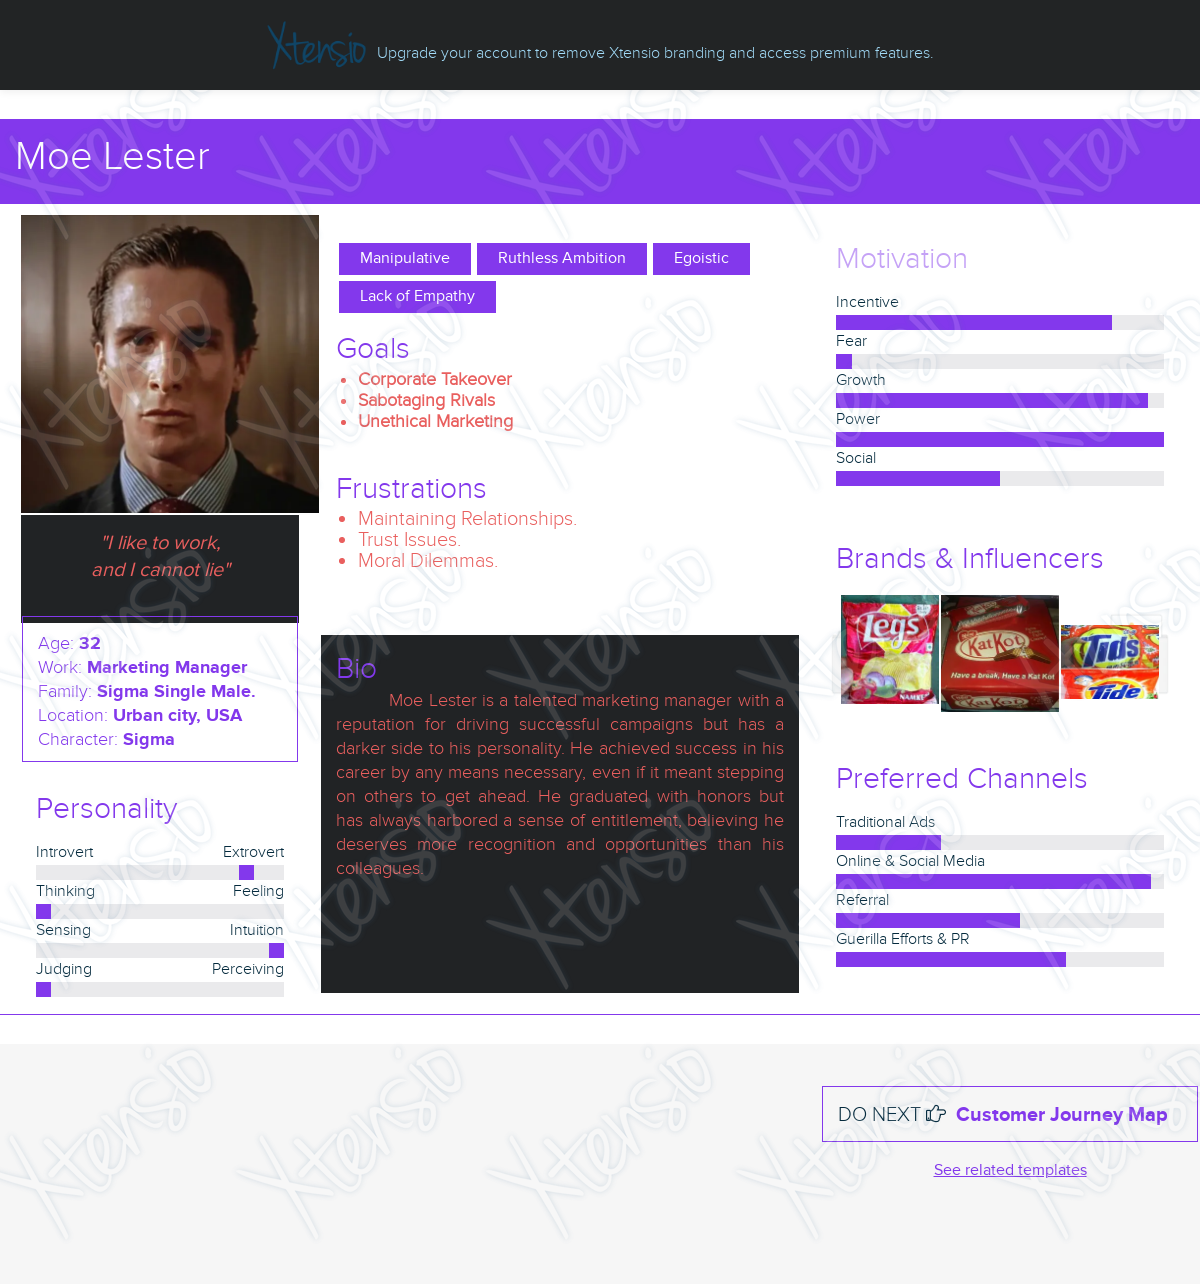 Xtensio Upgrade your account to remove Xtensio branding and access premium features.
Moe Lester
Manipulative Ruthless Ambition Egoistic
Lack of Empathy
Goals
Corporate Takeover
Sabotaging Rivals
Unethical Marketing
Frustrations
Maintaining Relationships.
Trust Issues.
Moral Dilemmas.
"I like to work,
and I cannot lie"
Age: 32
Work: Marketing Manager
Family: Sigma Single Male.
Location: Urban city, USA
Character: Sigma
Personality
Introvert Extrovert
Thinking Feeling
Sensing Intuition
Judging Perceiving
Bio
Moe Lester is a talented marketing manager with a
reputation for driving successful campaigns but has a
darker side to his personality. He achieved success in his
career by any means necessary, even if it meant stepping
on others to get ahead. He graduated with honors but
has always harbored a sense of entitlement, believing he
deserves more recognition and opportunities than his
colleagues.
Motivation
Incentive
Fear
Growth
Power
Social
Brands & Influencers
Legs
NAMKE
KatKot
Have a break, Have a Kat Kot
KatKot
Tids
Tide
Preferred Channels
Traditional Ads
Online & Social Media
Referral
Guerilla Efforts & PR
DO NEXT Customer Journey Map
See related templates